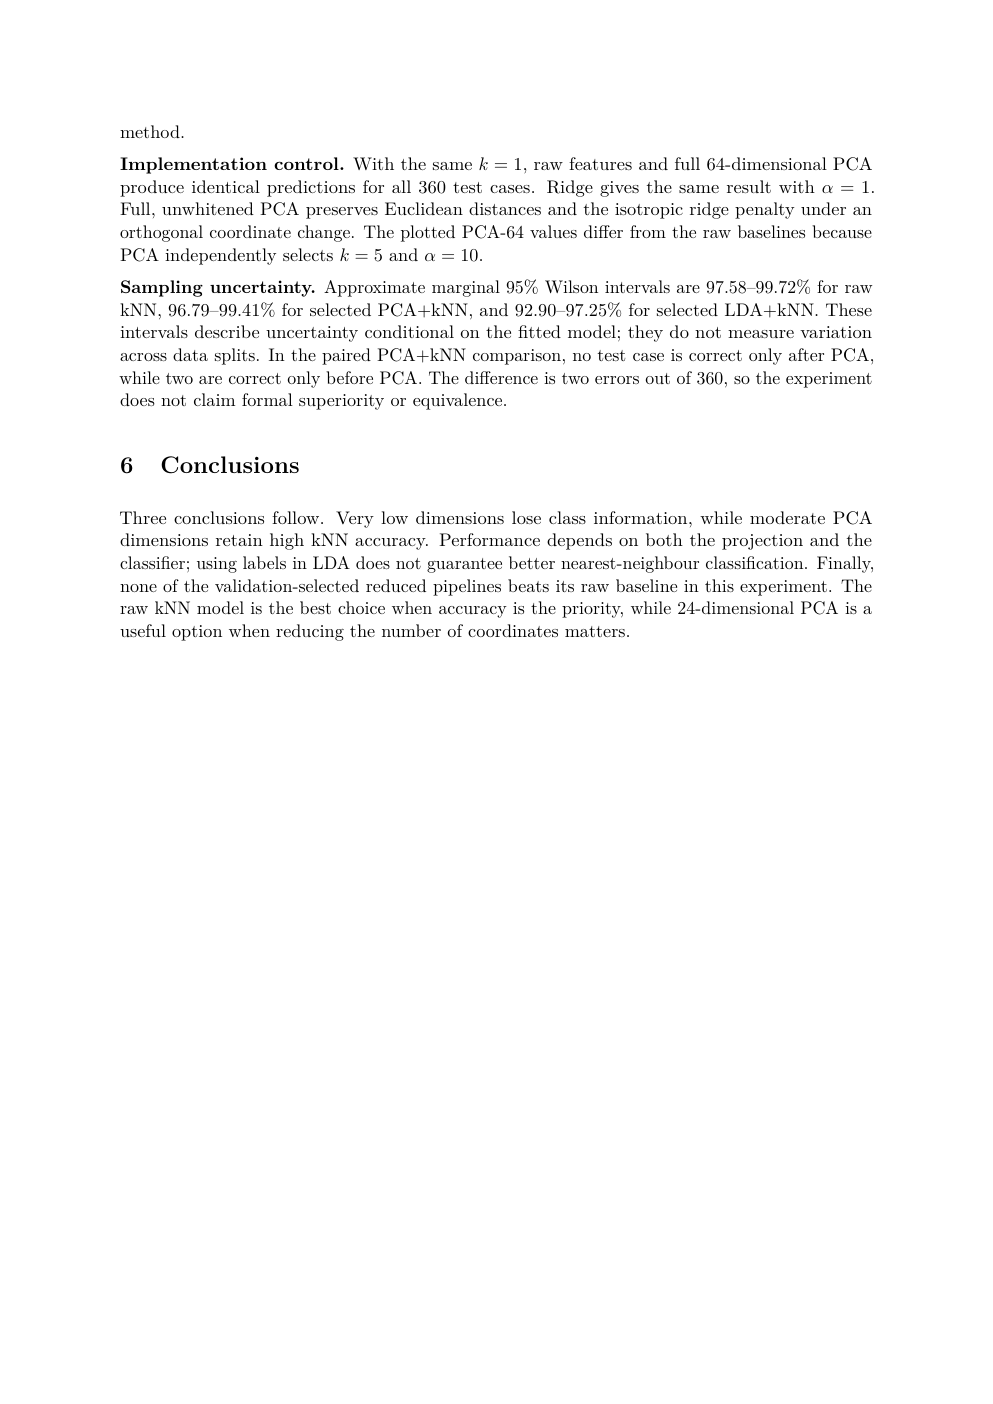 method.
Implementation control. With the same k = 1, raw features and full 64-dimensional PCA
produce identical predictions for all 360 test cases. Ridge gives the same result with α = 1.
Full, unwhitened PCA preserves Euclidean distances and the isotropic ridge penalty under an
orthogonal coordinate change. The plotted PCA-64 values differ from the raw baselines because
PCA independently selects k = 5 and α = 10.
Sampling uncertainty. Approximate marginal 95% Wilson intervals are 97.58–99.72% for raw
kNN, 96.79–99.41% for selected PCA+kNN, and 92.90–97.25% for selected LDA+kNN. These
intervals describe uncertainty conditional on the fitted model; they do not measure variation
across data splits. In the paired PCA+kNN comparison, no test case is correct only after PCA,
while two are correct only before PCA. The difference is two errors out of 360, so the experiment
does not claim formal superiority or equivalence.
6 Conclusions
Three conclusions follow. Very low dimensions lose class information, while moderate PCA
dimensions retain high kNN accuracy. Performance depends on both the projection and the
classifier; using labels in LDA does not guarantee better nearest-neighbour classification. Finally,
none of the validation-selected reduced pipelines beats its raw baseline in this experiment. The
raw kNN model is the best choice when accuracy is the priority, while 24-dimensional PCA is a
useful option when reducing the number of coordinates matters.